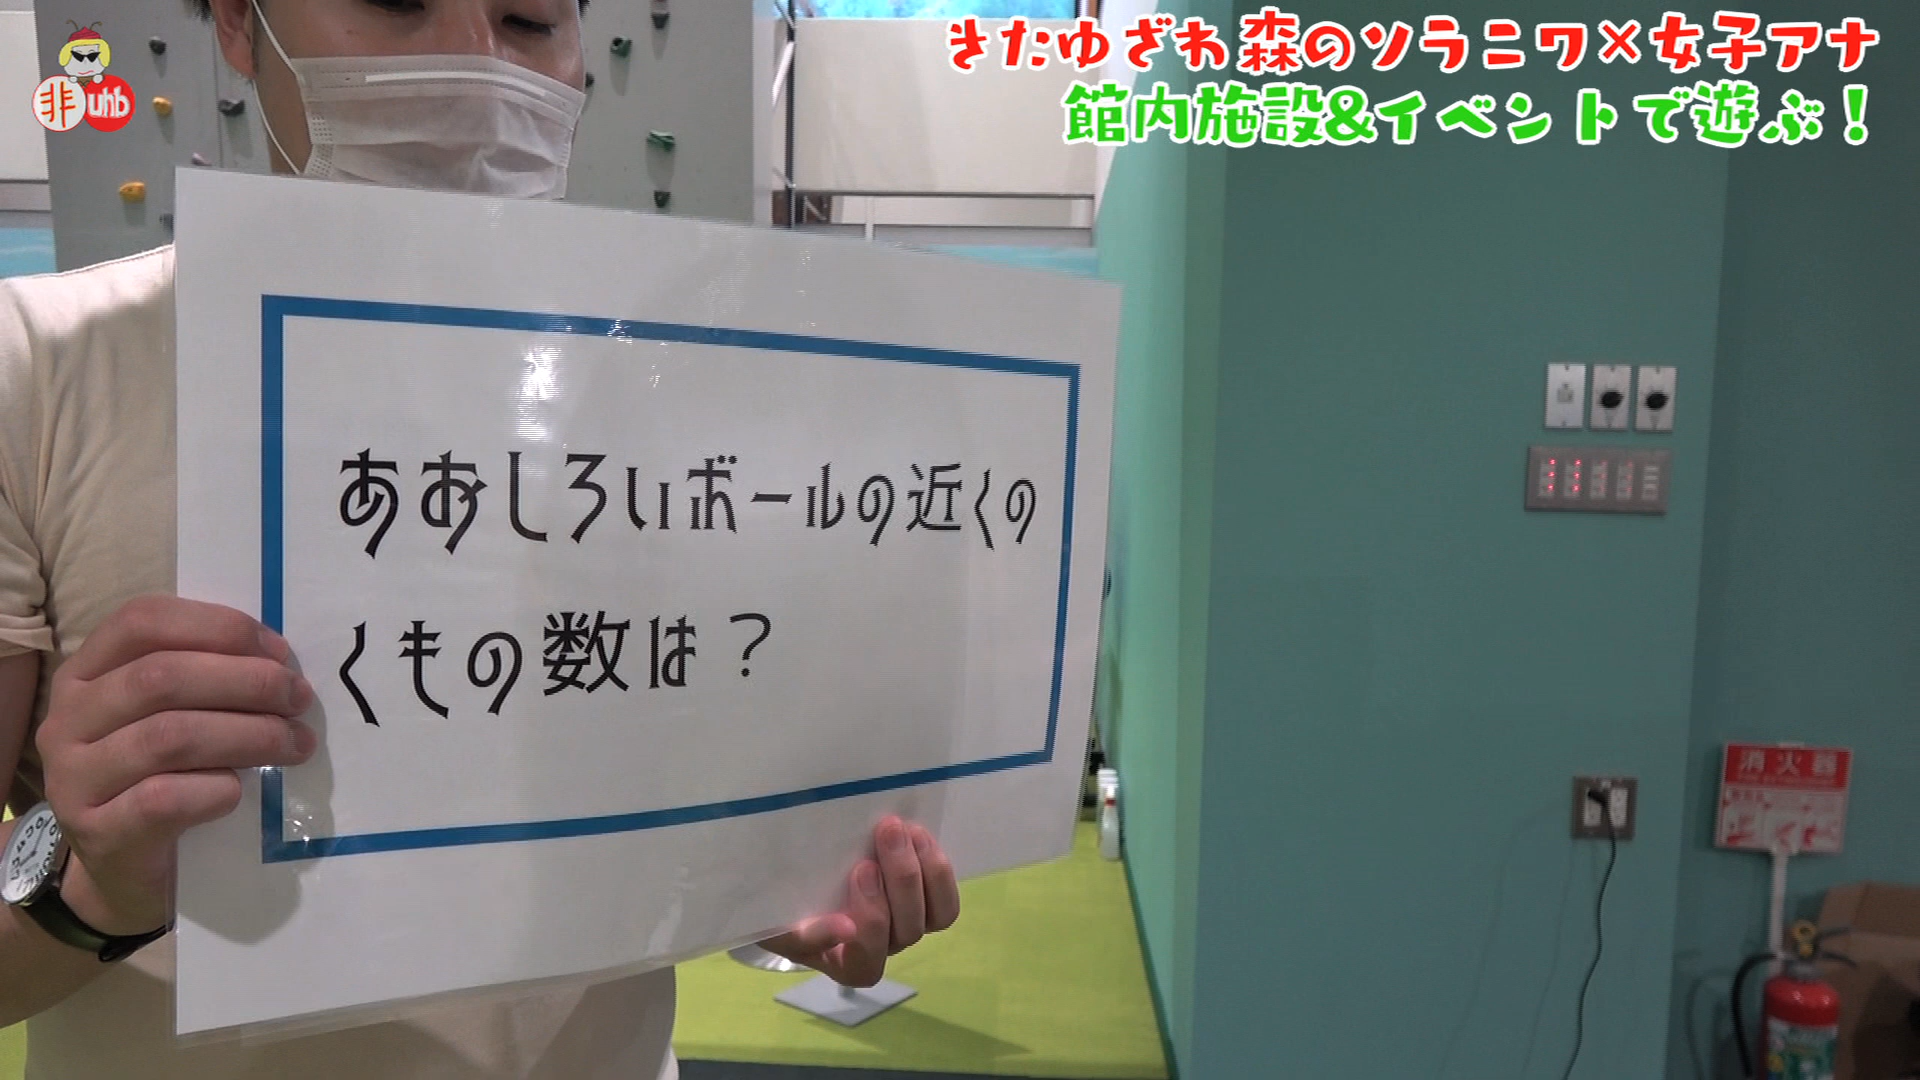 きたゆざわ森のソラニワ×女子アナ
館内施設&イベントで遊ぶ！
非 uhb
あおしろいボールの近くの
くもの数は？
消火器